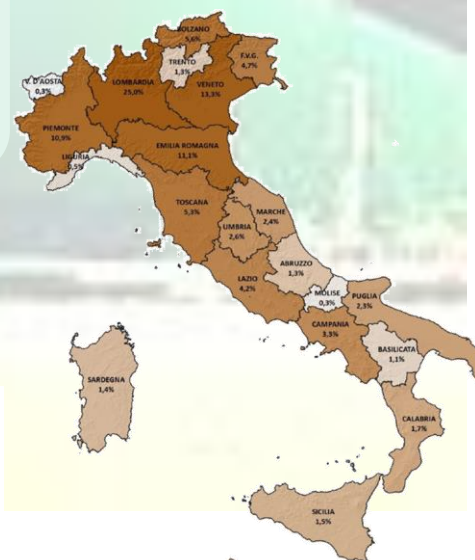 BOLZANO
5,6%
TRENTO
1,3%
F.V.G.
4,7%
V. D'AOSTA
0,3%
LOMBARDIA
25,0%
VENETO
13,3%
PIEMONTE
10,9%
EMILIA ROMAGNA
11,1%
LIGURIA
TOSCANA
5,3%
MARCHE
2,4%
UMBRIA
2,6%
ABRUZZO
1,3%
LAZIO
4,2%
MOLISE
0,3%
PUGLIA
2,3%
CAMPANIA
3,3%
BASILICATA
1,1%
SARDEGNA
1,4%
CALABRIA
1,7%
SICILIA
1,5%